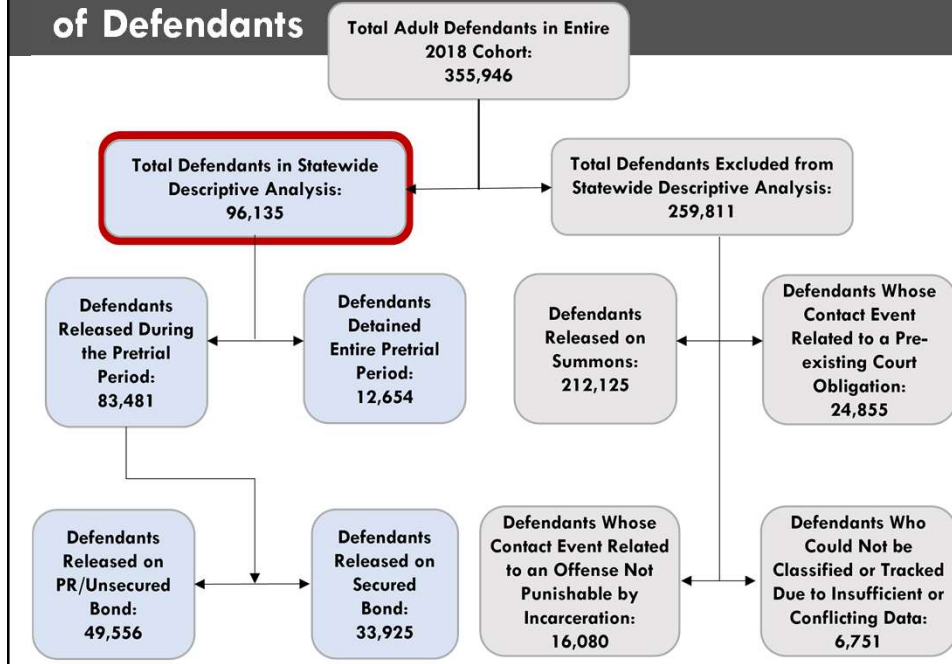 of Defendants
Total Adult Defendants in Entire
2018 Cohort:
355,946
Total Defendants in Statewide
Descriptive Analysis:
96,135
Total Defendants Excluded from
Statewide Descriptive Analysis:
259,811
Defendants
Released During
the Pretrial
Period:
83,481
Defendants
Detained
Entire Pretrial
Period:
12,654
Defendants
Released on
Summons:
212,125
Defendants Whose
Contact Event
Related to a Pre-
existing Court
Obligation:
24,855
Defendants
Released on
PR/Unsecured
Bond:
49,556
Defendants
Released on
Secured
Bond:
33,925
Defendants Whose
Contact Event Related
to an Offense Not
Punishable by
Incarceration:
16,080
Defendants Who
Could Not be
Classified or Tracked
Due to Insufficient or
Conflicting Data:
6,751